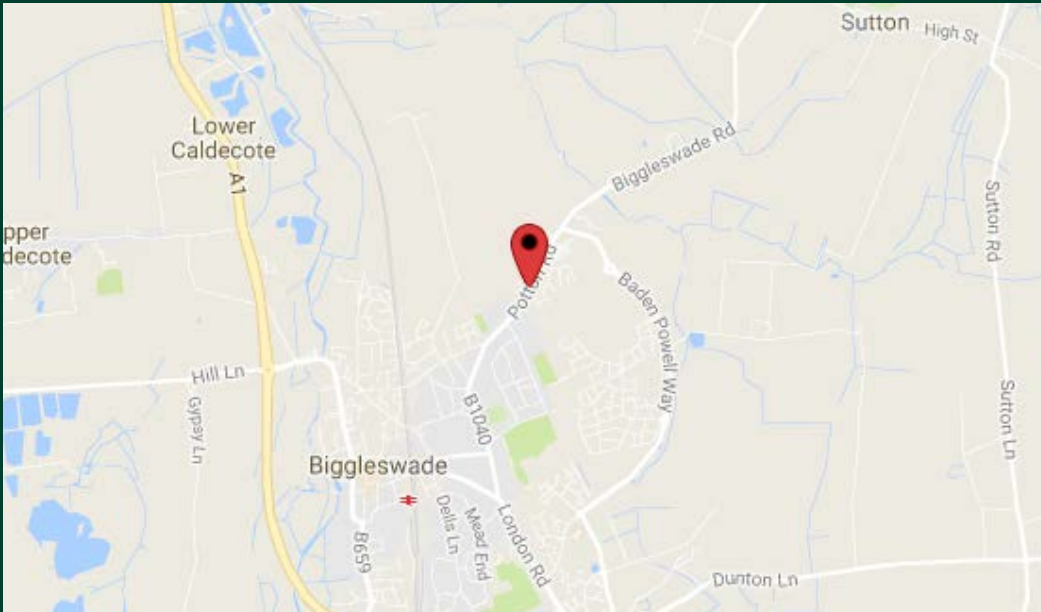 Sutton
High St
Lower
Caldecote
A1
Biggleswade Rd
Sutton Rd
pper
decote
Potton Rd
Baden Powell Way
Hill Ln
Gypsy Ln
B1040
Sutton Ln
Biggleswade
Dells Ln
Mead End
London Rd
B659
Dunton Ln